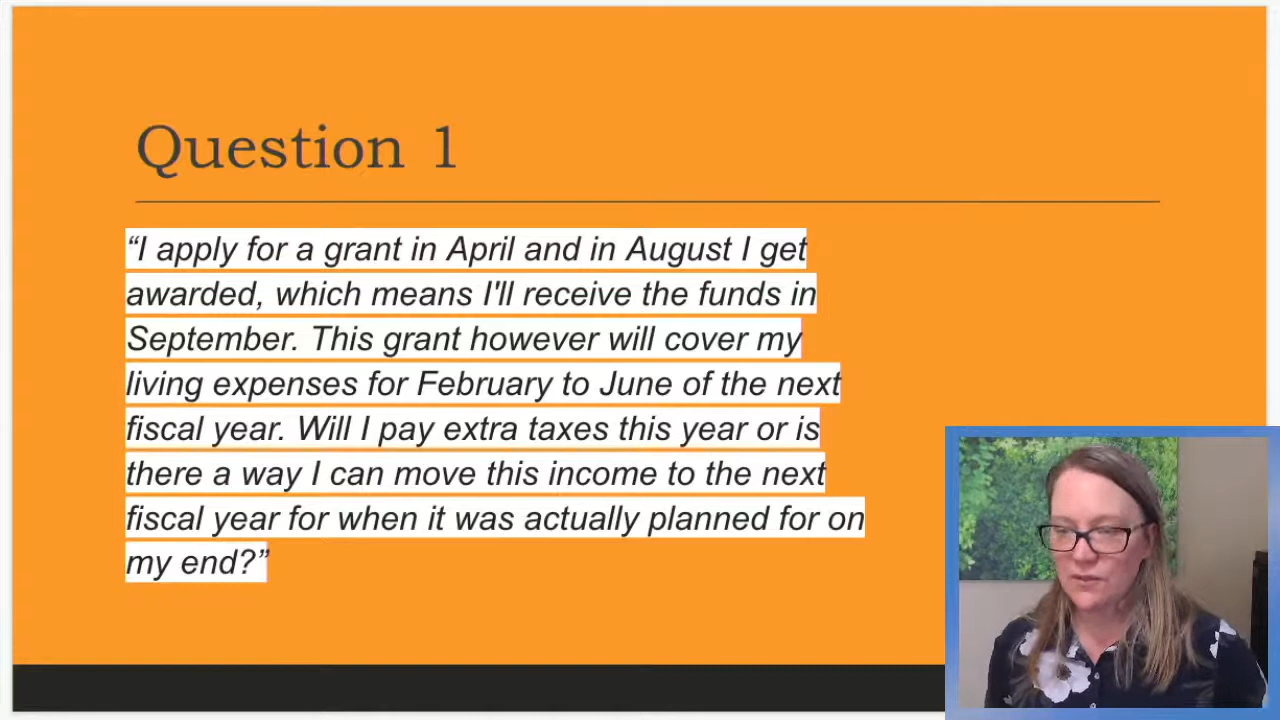 Question 1
“I apply for a grant in April and in August I get
awarded, which means I'll receive the funds in
September. This grant however will cover my
living expenses for February to June of the next
fiscal year. Will I pay extra taxes this year or is
there a way I can move this income to the next
fiscal year for when it was actually planned for on
my end?”